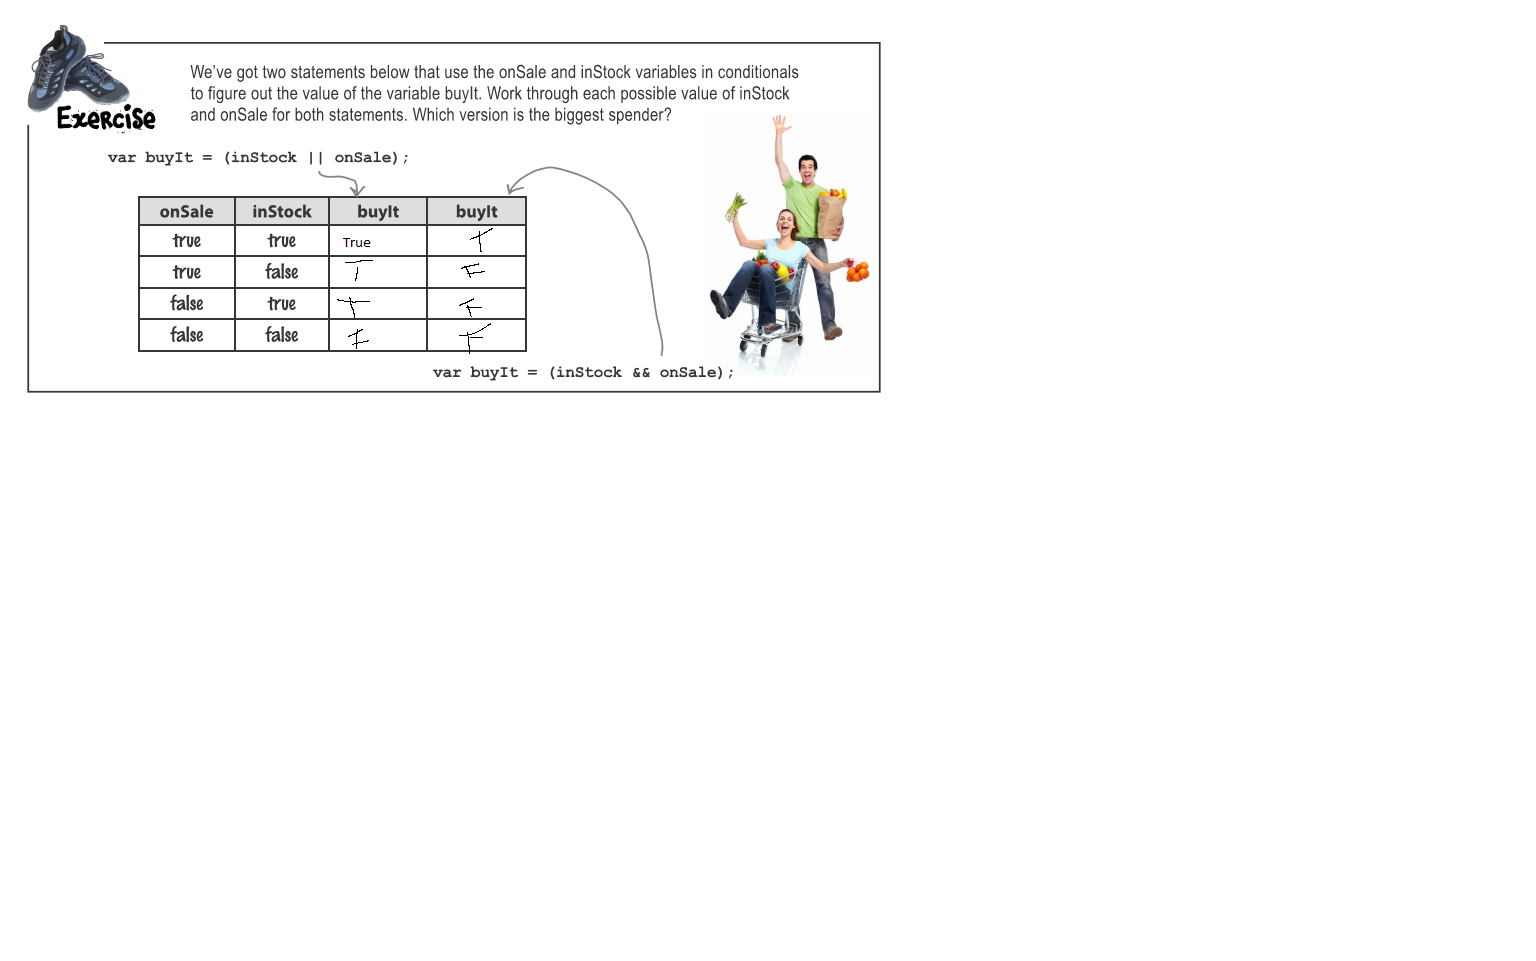 We've got two statements below that use the onSale and inStock variables in conditionals
to figure out the value of the variable buyIt. Work through each possible value of inStock
and onSale for both statements. Which version is the biggest spender?
Exercise
var buyIt = (inStock || onSale);
onSale inStock buyIt buyIt
true true True T
true false T F
false true T F
false false F F
var buyIt = (inStock && onSale);